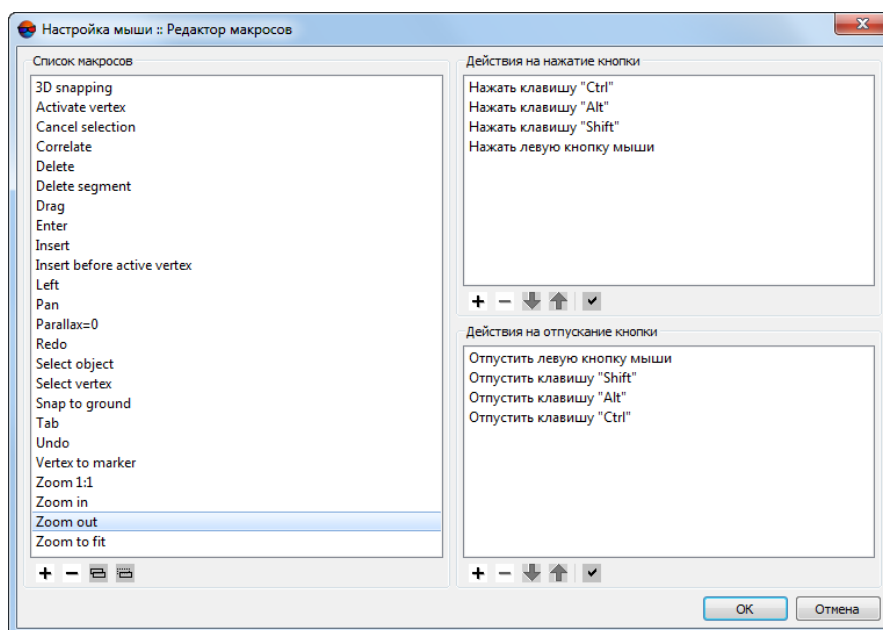 Настройка мыши :: Редактор макросов
Список макросов
3D snapping
Activate vertex
Cancel selection
Correlate
Delete
Delete segment
Drag
Enter
Insert
Insert before active vertex
Left
Pan
Parallax=0
Redo
Select object
Select vertex
Snap to ground
Tab
Undo
Vertex to marker
Zoom 1:1
Zoom in
Zoom out
Zoom to fit
Действия на нажатие кнопки
Нажать клавишу "Ctrl"
Нажать клавишу "Alt"
Нажать клавишу "Shift"
Нажать левую кнопку мыши
Действия на отпускание кнопки
Отпустить левую кнопку мыши
Отпустить клавишу "Shift"
Отпустить клавишу "Alt"
Отпустить клавишу "Ctrl"
OK
Отмена